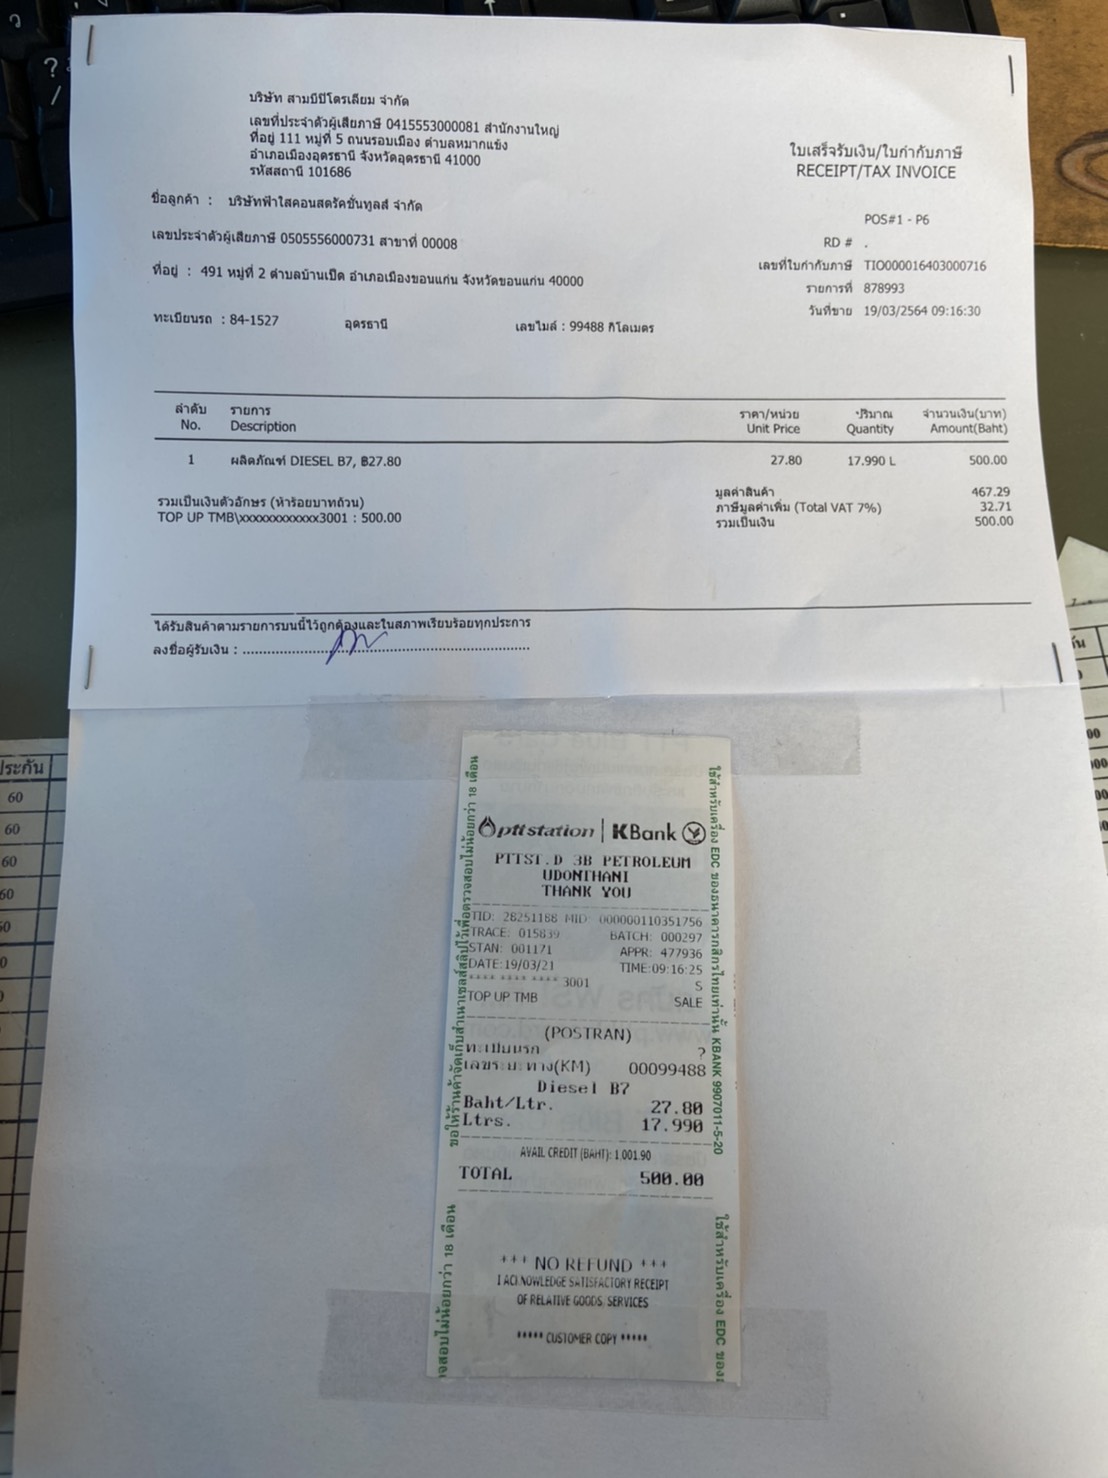 บริษัท สามบีปิโตรเลียม จำกัด
เลขที่ประจำตัวผู้เสียภาษี 0415553000081 สำนักงานใหญ่
ที่อยู่ 111 หมู่ที่ 5 ถนนรอบเมือง ตำบลหมากแข้ง
อำเภอเมืองอุดรธานี จังหวัดอุดรธานี 41000
รหัสสถานี 101686
ใบเสร็จรับเงิน/ใบกำกับภาษี
RECEIPT/TAX INVOICE
ชื่อลูกค้า : บริษัทฟ้าใสคอนสตรัคชั่นทูลส์ จำกัด
POS#1 - P6
เลขประจำตัวผู้เสียภาษี 0505556000731 สาขาที่ 00008
RD # .
ที่อยู่ : 491 หมู่ที่ 2 ตำบลบ้านเป็ด อำเภอเมืองขอนแก่น จังหวัดขอนแก่น 40000
เลขที่ใบกำกับภาษี TIO000016403000716
รายการที่ 878993
ทะเบียนรถ : 84-1527 อุดรธานี เลขไมล์ : 99488 กิโลเมตร
วันที่ขาย 19/03/2564 09:16:30
ลำดับ รายการ ราคา/หน่วย ปริมาณ จำนวนเงิน(บาท)
No. Description Unit Price Quantity Amount(Baht)
1 ผลิตภัณฑ์ DIESEL B7, ฿27.80 27.80 17.990 L 500.00
มูลค่าสินค้า 467.29
รวมเป็นเงินตัวอักษร (ห้าร้อยบาทถ้วน)
ภาษีมูลค่าเพิ่ม (Total VAT 7%) 32.71
TOP UP TMB\xxxxxxxxxxxx3001 : 500.00
รวมเป็นเงิน 500.00
ได้รับสินค้าตามรายการบนนี้ไว้ถูกต้องและในสภาพเรียบร้อยทุกประการ
ลงชื่อผู้รับเงิน :
ptt station | KBank
PTTST.D 3B PETROLEUM
UDONTHANI
THANK YOU
TID: 28251188 MID: 000000110351756
TRACE: 015839 BATCH: 000297
STAN: 001171 APPR: 477936
DATE:19/03/21 TIME:09:16:25
**** **** **** 3001 S
TOP UP TMB SALE
(POSTRAN)
ทะเบียนรถ ?
เลขระยะทาง(KM) 00099488
Diesel B7
Baht/Ltr. 27.80
Ltrs. 17.990
AVAIL CREDIT (BAHT): 1,001.90
TOTAL 500.00
*** NO REFUND ***
I ACKNOWLEDGE SATISFACTORY RECEIPT
OF RELATIVE GOODS, SERVICES
***** CUSTOMER COPY *****
ขอให้ร้านค้าจัดเก็บสำเนาเซลส์สลิปไว้เพื่อตรวจสอบไม่น้อยกว่า 18 เดือน
ใช้สำหรับเครื่อง EDC ของธนาคารกสิกรไทยเท่านั้น KBANK 9907011-5-20
ใช้สำหรับเครื่อง EDC
ประกัน
60
60
60
60